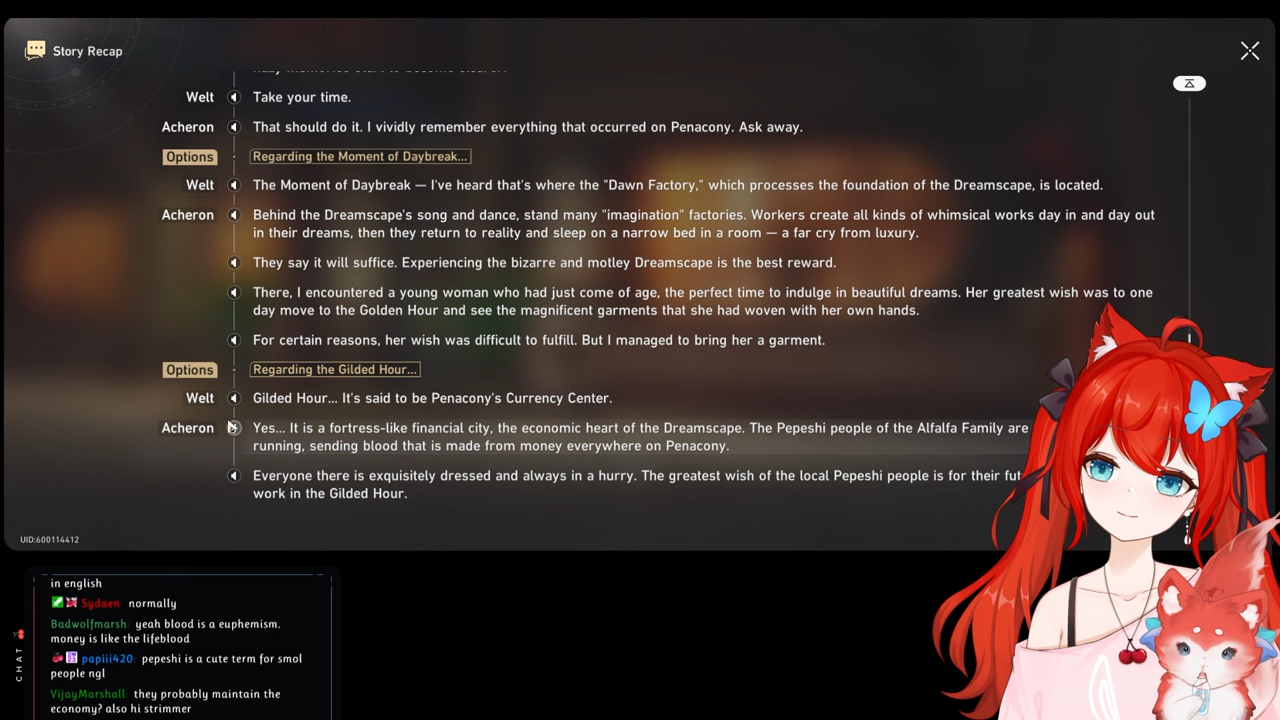 Story Recap
Welt Take your time.
Acheron That should do it. I vividly remember everything that occurred on Penacony. Ask away.
Options Regarding the Moment of Daybreak...
Welt The Moment of Daybreak — I've heard that's where the "Dawn Factory," which processes the foundation of the Dreamscape, is located.
Acheron Behind the Dreamscape's song and dance, stand many "imagination" factories. Workers create all kinds of whimsical works day in and day out
in their dreams, then they return to reality and sleep on a narrow bed in a room — a far cry from luxury.
They say it will suffice. Experiencing the bizarre and motley Dreamscape is the best reward.
There, I encountered a young woman who had just come of age, the perfect time to indulge in beautiful dreams. Her greatest wish was to one
day move to the Golden Hour and see the magnificent garments that she had woven with her own hands.
For certain reasons, her wish was difficult to fulfill. But I managed to bring her a garment.
Options Regarding the Gilded Hour...
Welt Gilded Hour... It's said to be Penacony's Currency Center.
Acheron Yes... It is a fortress-like financial city, the economic heart of the Dreamscape. The Pepeshi people of the Alfalfa Family are
running, sending blood that is made from money everywhere on Penacony.
Everyone there is exquisitely dressed and always in a hurry. The greatest wish of the local Pepeshi people is for their
work in the Gilded Hour.
UID:600114412
in english
Sydaen: normally
Badwolfmarsh: yeah blood is a euphemism.
money is like the lifeblood
papiii420: pepeshi is a cute term for smol
people ngl
VijayMarshall: they probably maintain the
economy? also hi strimmer
CHAT